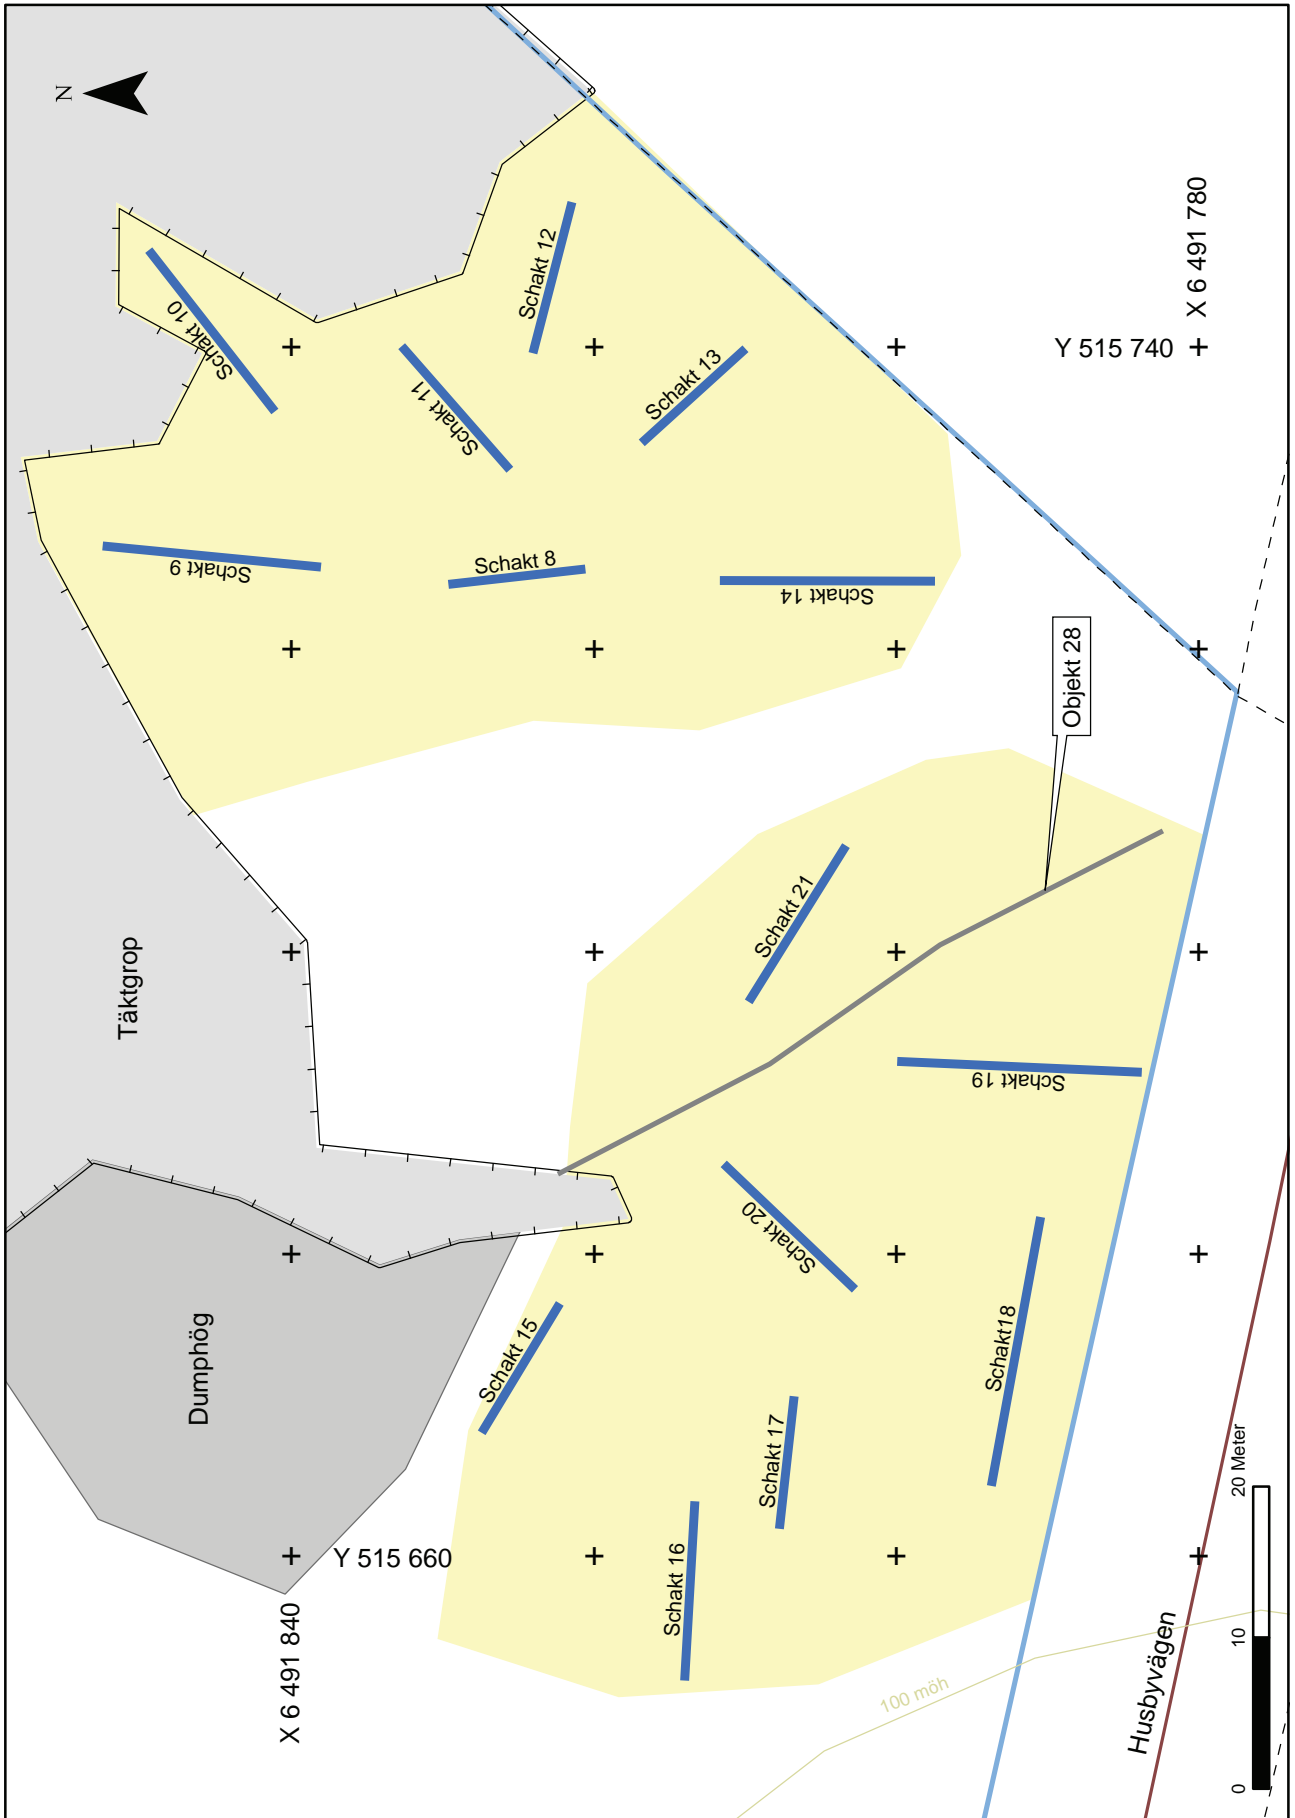 N
Schakt 10
Schakt 12
X 6 491 780
Y 515 740
Schakt 11
Schakt 13
Schakt 9
Schakt 8
Schakt 14
Objekt 28
Schakt 21
Täktgrop
Schakt 19
Schakt 20
Dumphög
Schakt 15
Schakt18
Schakt 17
Schakt 16
Y 515 660
X 6 491 840
100 möh
Husbyvägen
0 10 20 Meter